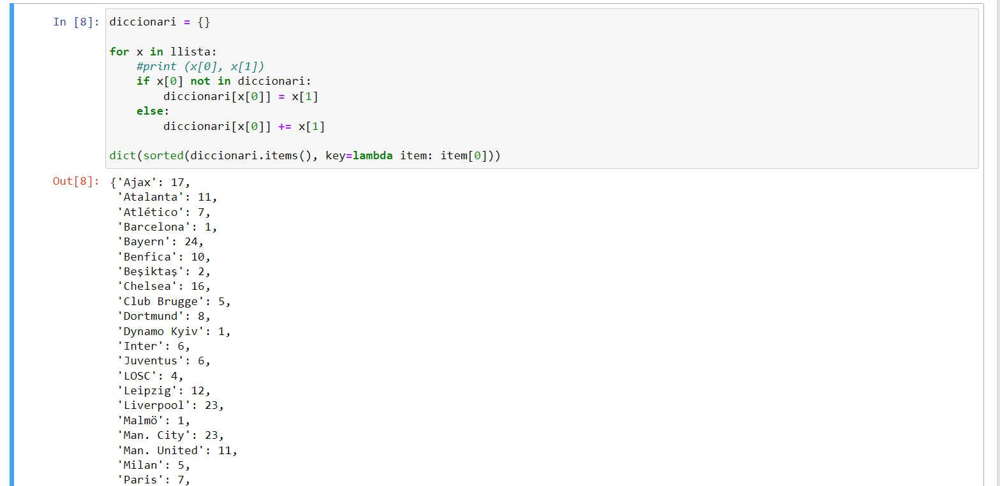 In [8]: diccionari = {}
for x in llista:
#print (x[0], x[1])
if x[0] not in diccionari:
diccionari[x[0]] = x[1]
else:
diccionari[x[0]] += x[1]
dict(sorted(diccionari.items(), key=lambda item: item[0]))
Out[8]: {'Ajax': 17,
'Atalanta': 11,
'Atlético': 7,
'Barcelona': 1,
'Bayern': 24,
'Benfica': 10,
'Beşiktaş': 2,
'Chelsea': 16,
'Club Brugge': 5,
'Dortmund': 8,
'Dynamo Kyiv': 1,
'Inter': 6,
'Juventus': 6,
'LOSC': 4,
'Leipzig': 12,
'Liverpool': 23,
'Malmö': 1,
'Man. City': 23,
'Man. United': 11,
'Milan': 5,
'Paris': 7,